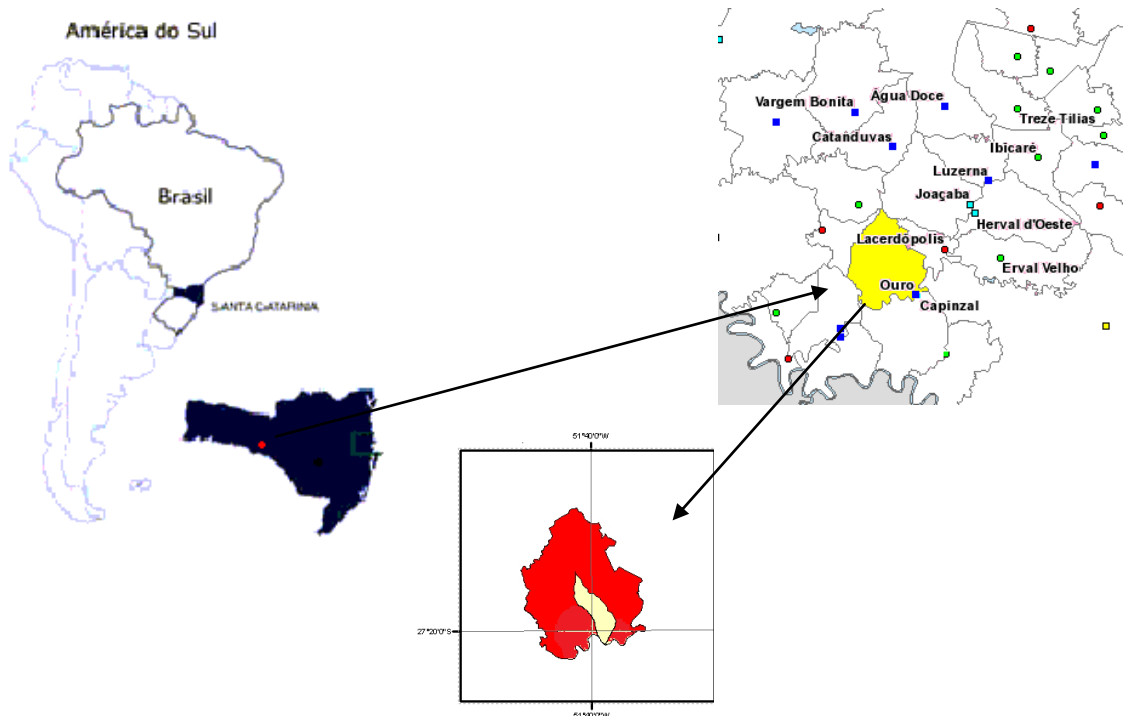 América do Sul
Brasil
SANTA CATARINA
Vargem Bonita
Água Doce
Treze Tilias
Catanduvas
Ibicaré
Luzerna
Joaçaba
Herval d'Oeste
Lacerdópolis
Erval Velho
Ouro
Capinzal
51°40'0"W
27°20'0"S